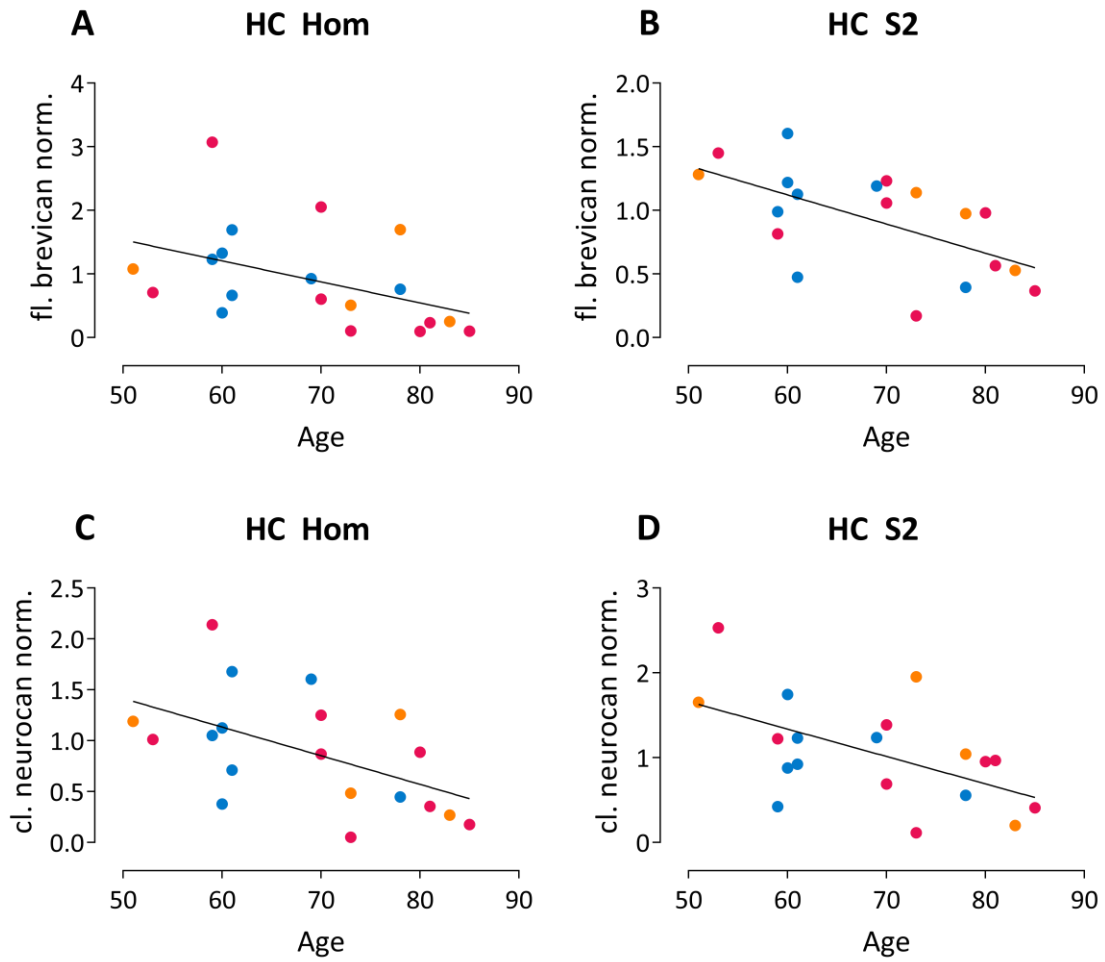 A HC Hom
fl. brevican norm.
4
3
2
1
0
50 60 70 80 90
Age
B HC S2
fl. brevican norm.
2.0
1.5
1.0
0.5
0.0
50 60 70 80 90
Age
C HC Hom
cl. neurocan norm.
2.5
2.0
1.5
1.0
0.5
0.0
50 60 70 80 90
Age
D HC S2
cl. neurocan norm.
3
2
1
0
50 60 70 80 90
Age